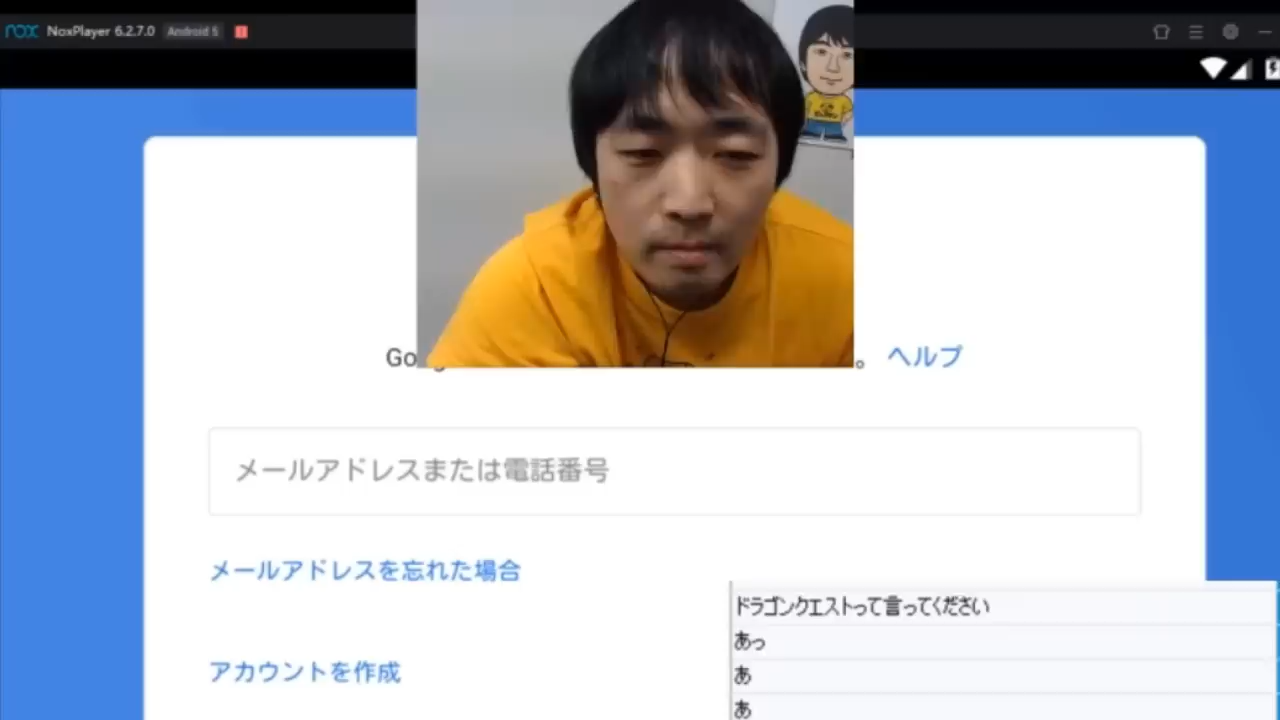 nox NoxPlayer 6.2.7.0 Android 5
Go
。 ヘルプ
メールアドレスまたは電話番号
メールアドレスを忘れた場合
アカウントを作成
ドラゴンクエストって言ってください
あっ
あ
あ